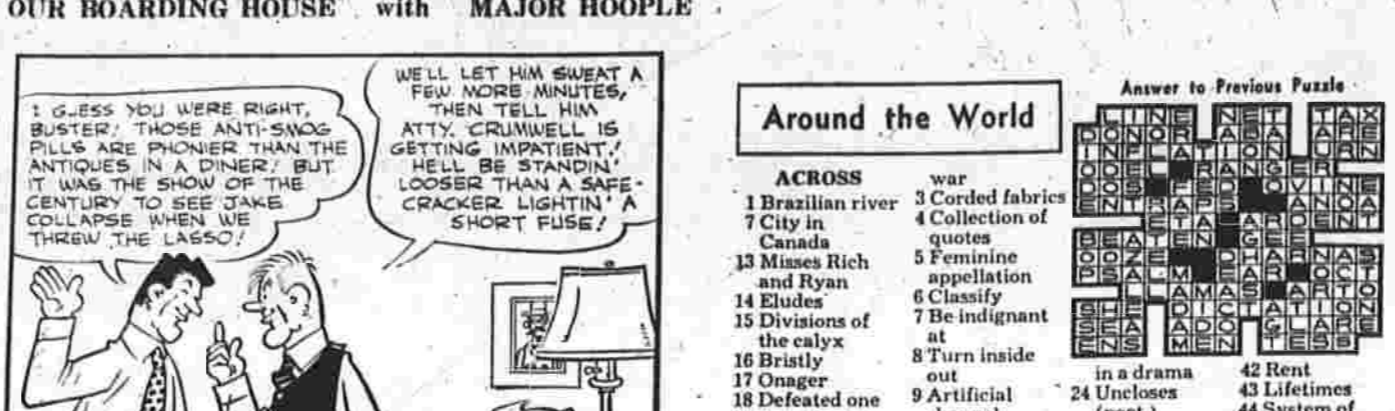 OUR BOARDING HOUSE with MAJOR HOOPLE
I GUESS YOU WERE RIGHT,
BUSTER! THOSE ANTI-SMOG
PILLS ARE PHONIER THAN THE
ANTIQUES IN A DINER! BUT
IT WAS THE SHOW OF THE
CENTURY TO SEE JAKE
COLLAPSE WHEN WE
THREW THE LASSO!
WE'LL LET HIM SWEAT A
FEW MORE MINUTES,
THEN TELL HIM
ATTY. CRUMWELL IS
GETTING IMPATIENT!
HE'LL BE STANDIN'
LOOSER THAN A SAFE-
CRACKER LIGHTIN' A
SHORT FUSE!
Around the World
ACROSS
1 Brazilian river
7 City in
Canada
13 Misses Rich
and Ryan
14 Eludes
15 Divisions of
the calyx
16 Bristly
17 Onager
18 Defeated one
war
3 Corded fabrics
4 Collection of
quotes
5 Feminine
appellation
6 Classify
7 Be indignant
at
8 Turn inside
out
9 Artificial
Answer to Previous Puzzle
LINE NET TAX
DONOR ABA ARE
INFLATION URN
ODEL RANGER
DOS FED OVINE
ENTRAPS ANOA
ETA ARDENT
BEATEN GEE
OOZE DHARNAS
PSALM EAR OCT
LAMAS ARTO
SHE DICTATION
SEA ADO GLARE
ENS MEN TESS
in a drama
24 Uncloses
(poet.)
42 Rent
43 Lifetimes
44 System of